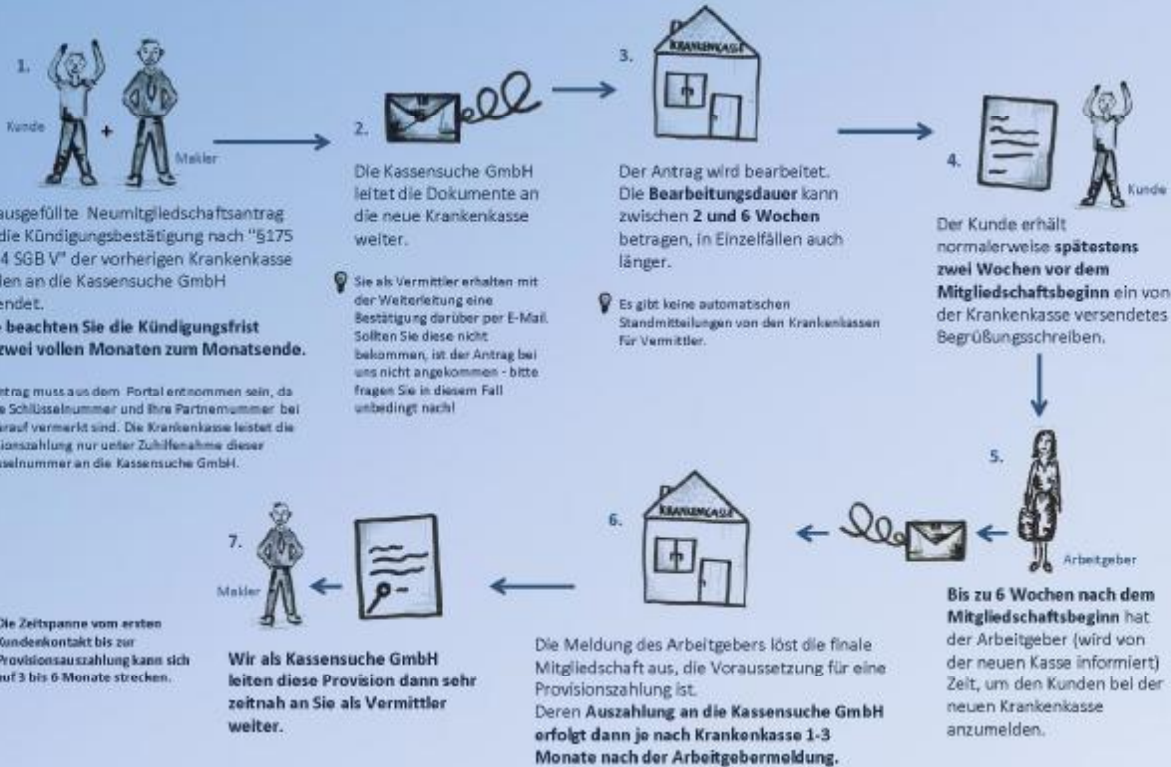 1.
Kunde
+
Makler
ausgefüllte Neumitgliedschaftsantrag
die Kündigungsbestätigung nach "§175
4 SGB V" der vorherigen Krankenkasse
an die Kassensuche GmbH
beachten Sie die Kündigungsfrist
zwei vollen Monaten zum Monatsende.
muss aus dem Portal entnommen sein, da
Schlüsselnummer und Ihre Partnernummer bei
vermerkt sind. Die Krankenkasse leistet die
nur unter Zuhilfenahme dieser
an die Kassensuche GmbH.
2.
Die Kassensuche GmbH
leitet die Dokumente an
die neue Krankenkasse
weiter.
Sie als Vermittler erhalten mit
der Weiterleitung eine
Bestätigung darüber per E-Mail.
Sollten Sie diese nicht
bekommen, ist der Antrag bei
uns nicht angekommen - bitte
fragen Sie in diesem Fall
unbedingt nach!
3.
KRANKENKASSE
Der Antrag wird bearbeitet.
Die Bearbeitungsdauer kann
zwischen 2 und 6 Wochen
betragen, in Einzelfällen auch
länger.
Es gibt keine automatischen
Standmitteilungen von den Krankenkassen
für Vermittler.
4.
Kunde
Der Kunde erhält
normalerweise spätestens
zwei Wochen vor dem
Mitgliedschaftsbeginn ein von
der Krankenkasse versendetes
Begrüßungsschreiben.
5.
Arbeitgeber
Bis zu 6 Wochen nach dem
Mitgliedschaftsbeginn hat
der Arbeitgeber (wird von
der neuen Kasse informiert)
Zeit, um den Kunden bei der
neuen Krankenkasse
anzumelden.
6.
KRANKENKASSE
Die Meldung des Arbeitgebers löst die finale
Mitgliedschaft aus, die Voraussetzung für eine
Provisionszahlung ist.
Deren Auszahlung an die Kassensuche GmbH
erfolgt dann je nach Krankenkasse 1-3
Monate nach der Arbeitgebermeldung.
7.
Makler
Wir als Kassensuche GmbH
leiten diese Provision dann sehr
zeitnah an Sie als Vermittler
weiter.
Die Zeitspanne vom ersten
Kundenkontakt bis zur
Provisionsauszahlung kann sich
auf 3 bis 6 Monate strecken.